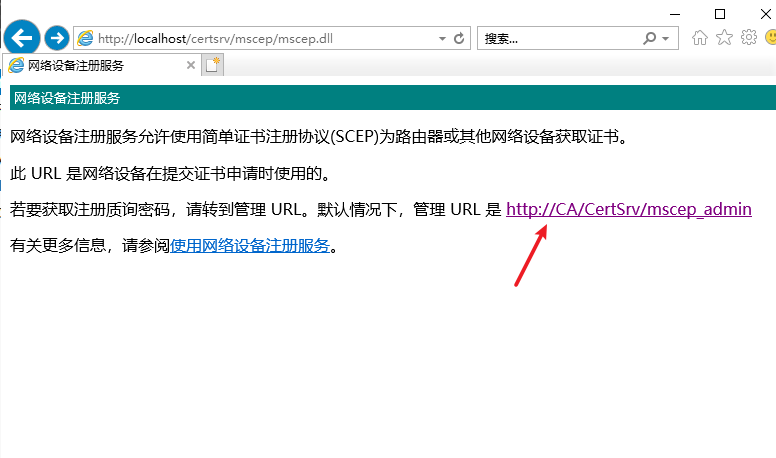 http://localhost/certsrv/mscep/mscep.dll
搜索...
网络设备注册服务
网络设备注册服务
网络设备注册服务允许使用简单证书注册协议(SCEP)为路由器或其他网络设备获取证书。
此 URL 是网络设备在提交证书申请时使用的。
若要获取注册质询密码，请转到管理 URL。默认情况下，管理 URL 是 http://CA/CertSrv/mscep_admin
有关更多信息，请参阅使用网络设备注册服务。